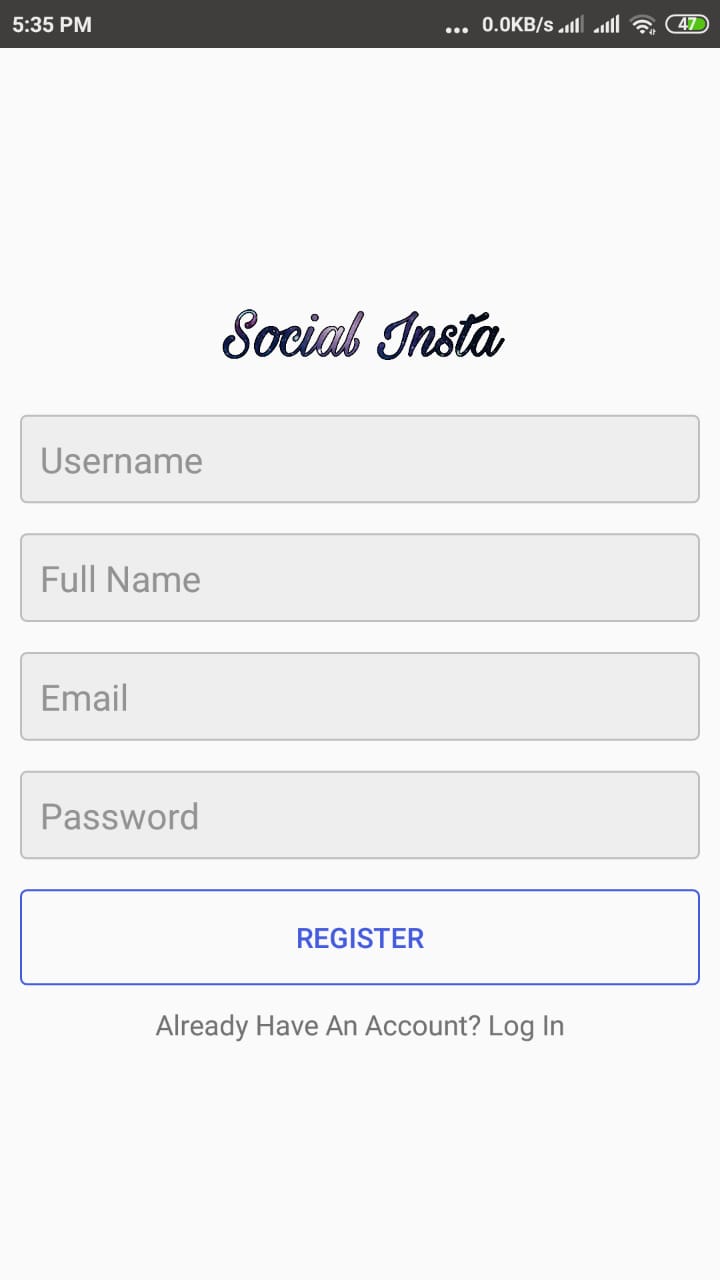 5:35 PM ... 0.0KB/s 47
Social Insta
Username
Full Name
Email
Password
REGISTER
Already Have An Account? Log In